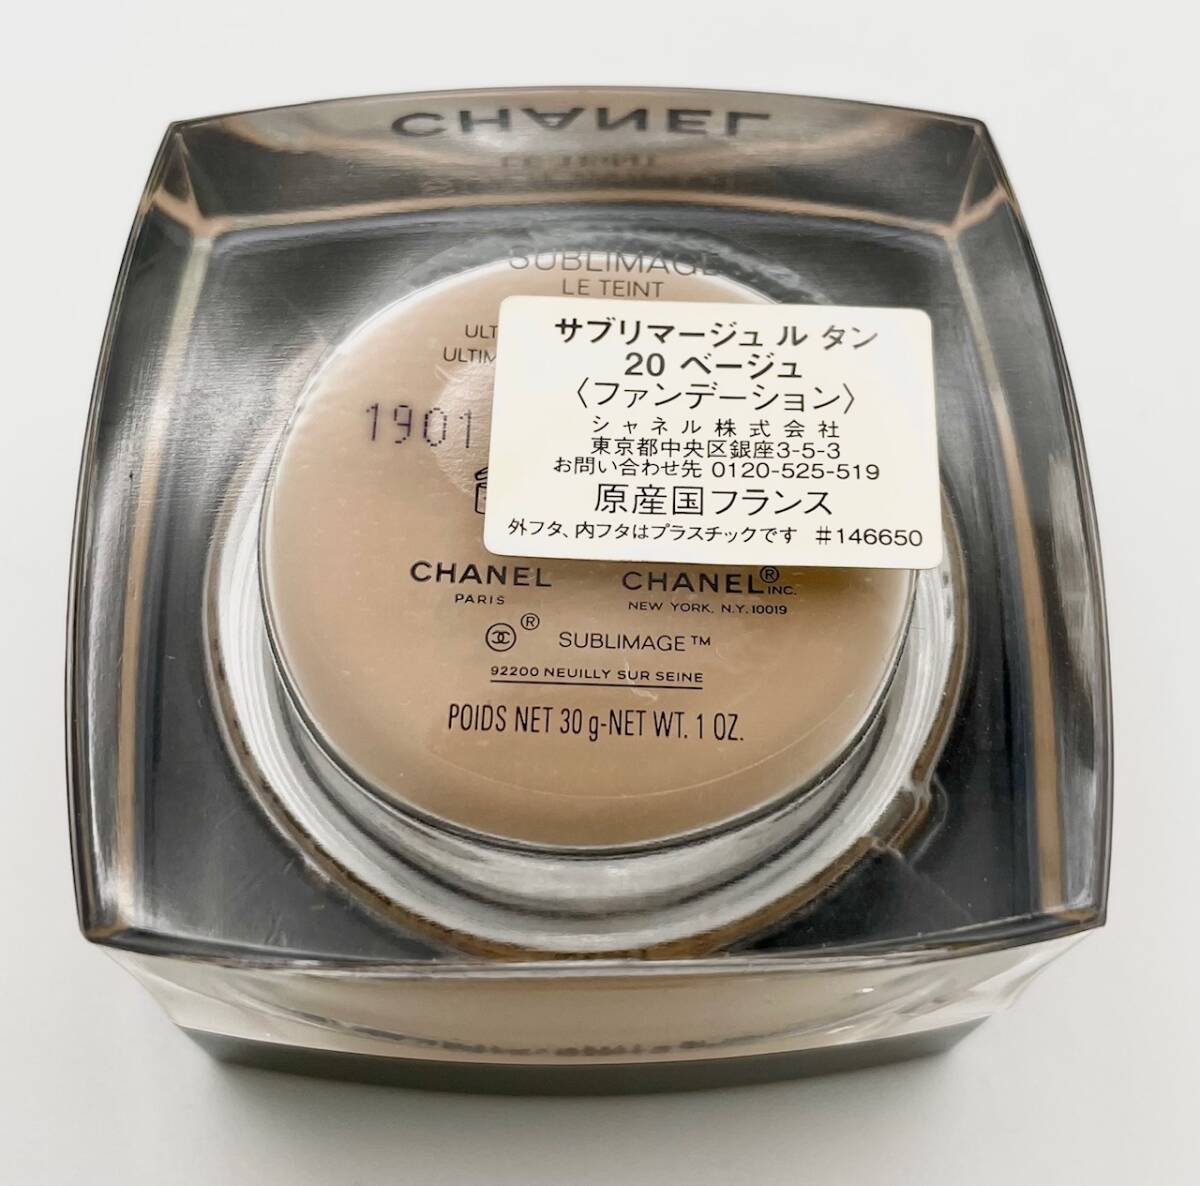 CHANEL
LE TEINT
SUBLIMAGE
LE TEINT
サブリマージュ ル タン
20 ベージュ
〈ファンデーション〉
シャネル株式会社
東京都中央区銀座3-5-3
お問い合わせ先 0120-525-519
原産国フランス
外フタ、内フタはプラスチックです #146650
1901
CHANEL
PARIS
CHANEL® INC.
NEW YORK, N.Y. 10019
® SUBLIMAGE™
92200 NEUILLY SUR SEINE
POIDS NET 30 g-NET WT. 1 OZ.